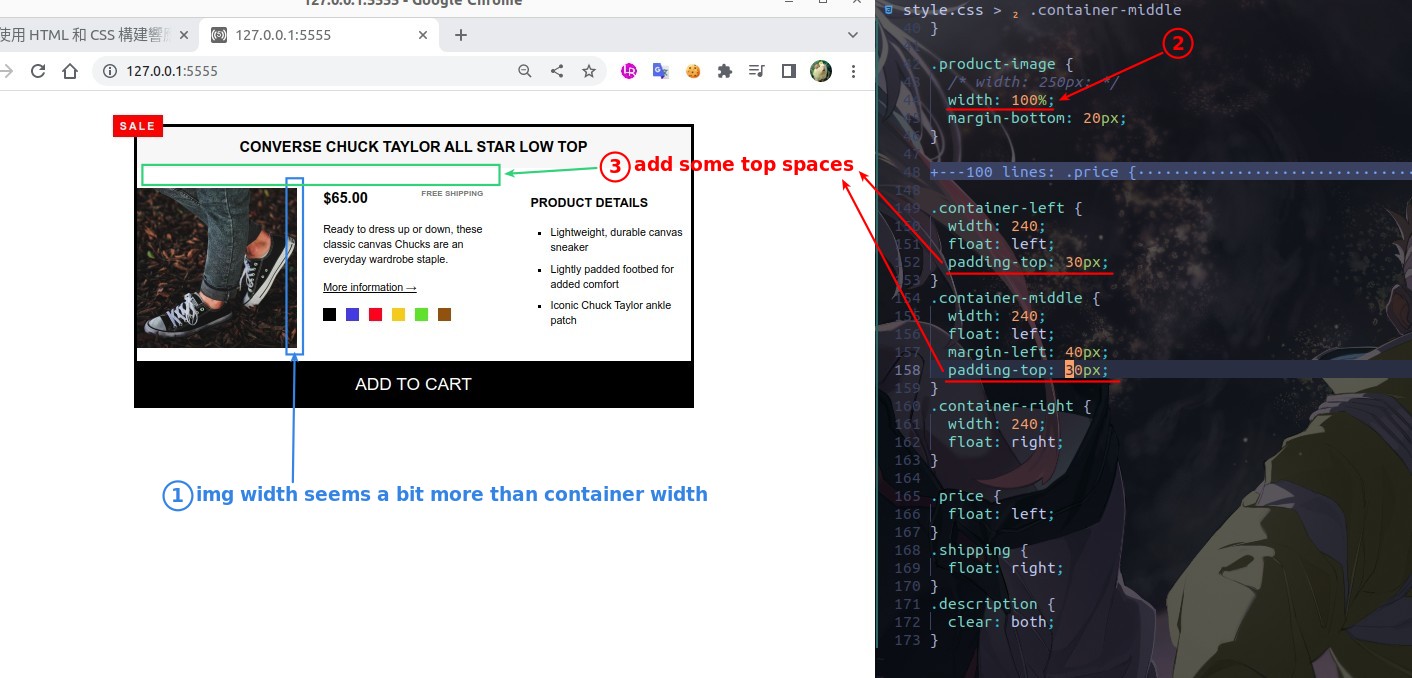 127.0.0.1:5555 - Google Chrome
使用 HTML 和 CSS 構建響應
127.0.0.1:5555
127.0.0.1:5555
SALE
CONVERSE CHUCK TAYLOR ALL STAR LOW TOP
3 add some top spaces
$65.00
FREE SHIPPING
Ready to dress up or down, these
classic canvas Chucks are an
everyday wardrobe staple.
More information →
PRODUCT DETAILS
Lightweight, durable canvas
sneaker
Lightly padded footbed for
added comfort
Iconic Chuck Taylor ankle
patch
ADD TO CART
1 img width seems a bit more than container width
style.css > .container-middle
2
40 }
.product-image {
/* width: 250px; */
width: 100%;
margin-bottom: 20px;
}
47
48 +---100 lines: .price {
148
149 .container-left {
150 width: 240;
151 float: left;
152 padding-top: 30px;
153 }
154 .container-middle {
155 width: 240;
156 float: left;
157 margin-left: 40px;
158 padding-top: 30px;
159 }
160 .container-right {
161 width: 240;
162 float: right;
163 }
164
165 .price {
166 float: left;
167 }
168 .shipping {
169 float: right;
170 }
171 .description {
172 clear: both;
173 }